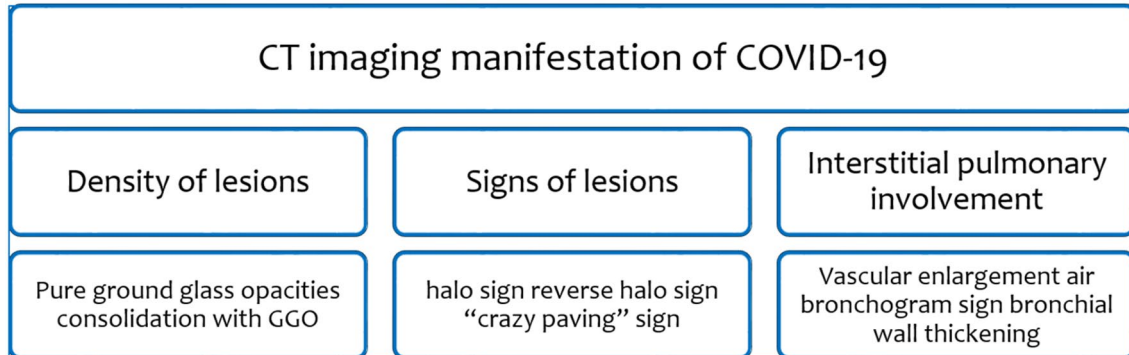 CT imaging manifestation of COVID-19
Density of lesions
Signs of lesions
Interstitial pulmonary
involvement
Pure ground glass opacities
consolidation with GGO
halo sign reverse halo sign
“crazy paving” sign
Vascular enlargement air
bronchogram sign bronchial
wall thickening